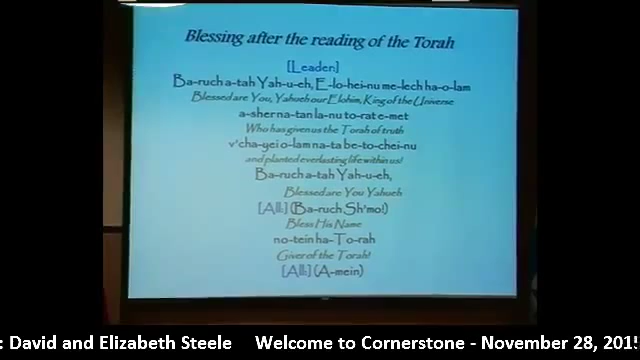 Blessing after the reading of the Torah
[Leader:]
Ba-ruch a-tah Yah-u-eh, E-lo-hei-nu me-lech ha-o-lam
Blessed are You, Yahueh our Elohim, King of the Universe
a-sher na-tan la-nu to-rat e-met
Who has given us the Torah of truth
v'cha-yei o-lam na-ta be-to-chei-nu
and planted everlasting life within us!
Ba-ruch a-tah Yah-u-eh,
Blessed are You Yahueh
[All:] (Ba-ruch Sh'mo!)
Bless His Name
no-tein ha-To-rah
Giver of the Torah!
[All:] (A-mein)
: David and Elizabeth Steele Welcome to Cornerstone - November 28, 2015